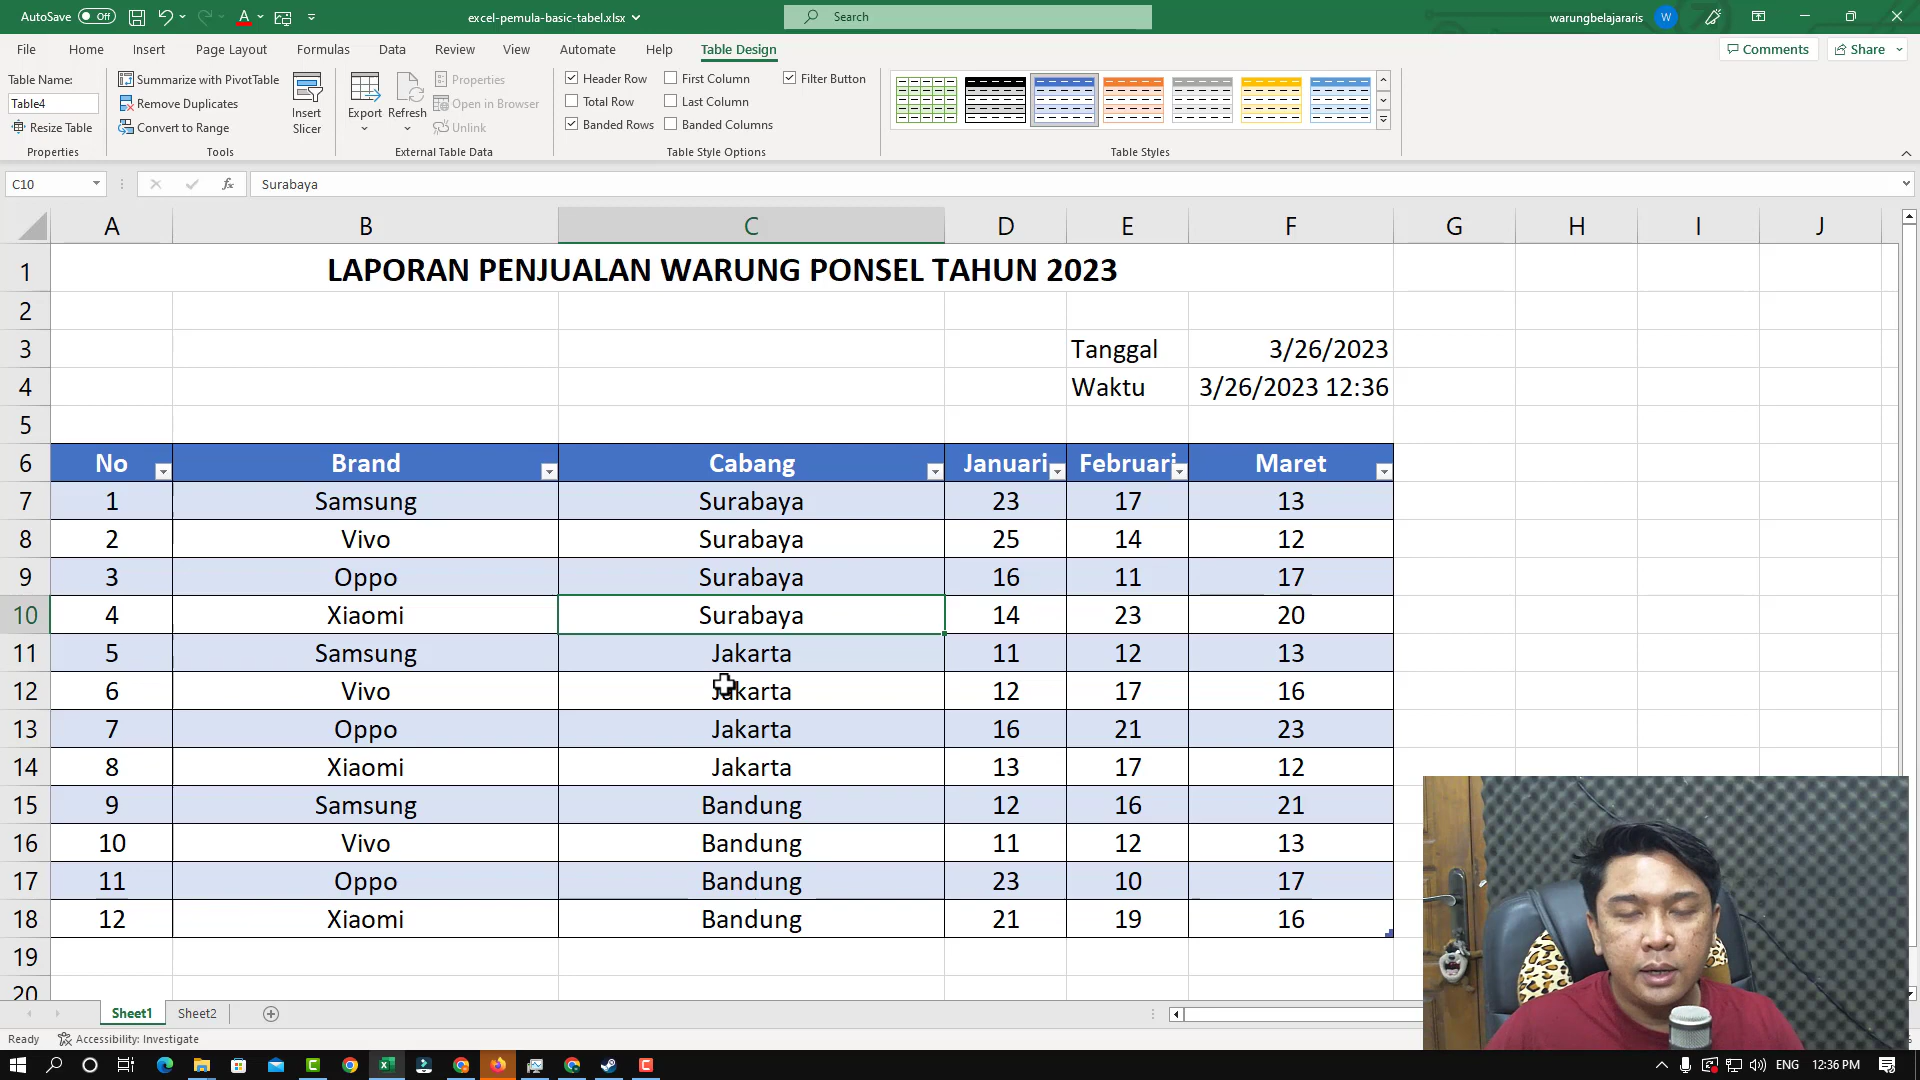 AutoSave Off A excel-pemula-basic-tabel.xlsx Search warungbelajararis W
File Home Insert Page Layout Formulas Data Review View Automate Help Table Design Comments Share
Table Name:
Table4
Resize Table
Properties
Summarize with PivotTable
Remove Duplicates
Convert to Range
Tools
Insert
Slicer
Export
Refresh
Properties
Open in Browser
Unlink
External Table Data
Header Row First Column Filter Button
Total Row Last Column
Banded Rows Banded Columns
Table Style Options
Table Styles
C10 fx Surabaya
A B C D E F G H I J
1 LAPORAN PENJUALAN WARUNG PONSEL TAHUN 2023
2
3 Tanggal 3/26/2023
4 Waktu 3/26/2023 12:36
5
6 No Brand Cabang Januari Februari Maret
7 1 Samsung Surabaya 23 17 13
8 2 Vivo Surabaya 25 14 12
9 3 Oppo Surabaya 16 11 17
10 4 Xiaomi Surabaya 14 23 20
11 5 Samsung Jakarta 11 12 13
12 6 Vivo Jakarta 12 17 16
13 7 Oppo Jakarta 16 21 23
14 8 Xiaomi Jakarta 13 17 12
15 9 Samsung Bandung 12 16 21
16 10 Vivo Bandung 11 12 13
17 11 Oppo Bandung 23 10 17
18 12 Xiaomi Bandung 21 19 16
19
20
Sheet1 Sheet2
Ready Accessibility: Investigate
ENG 12:36 PM